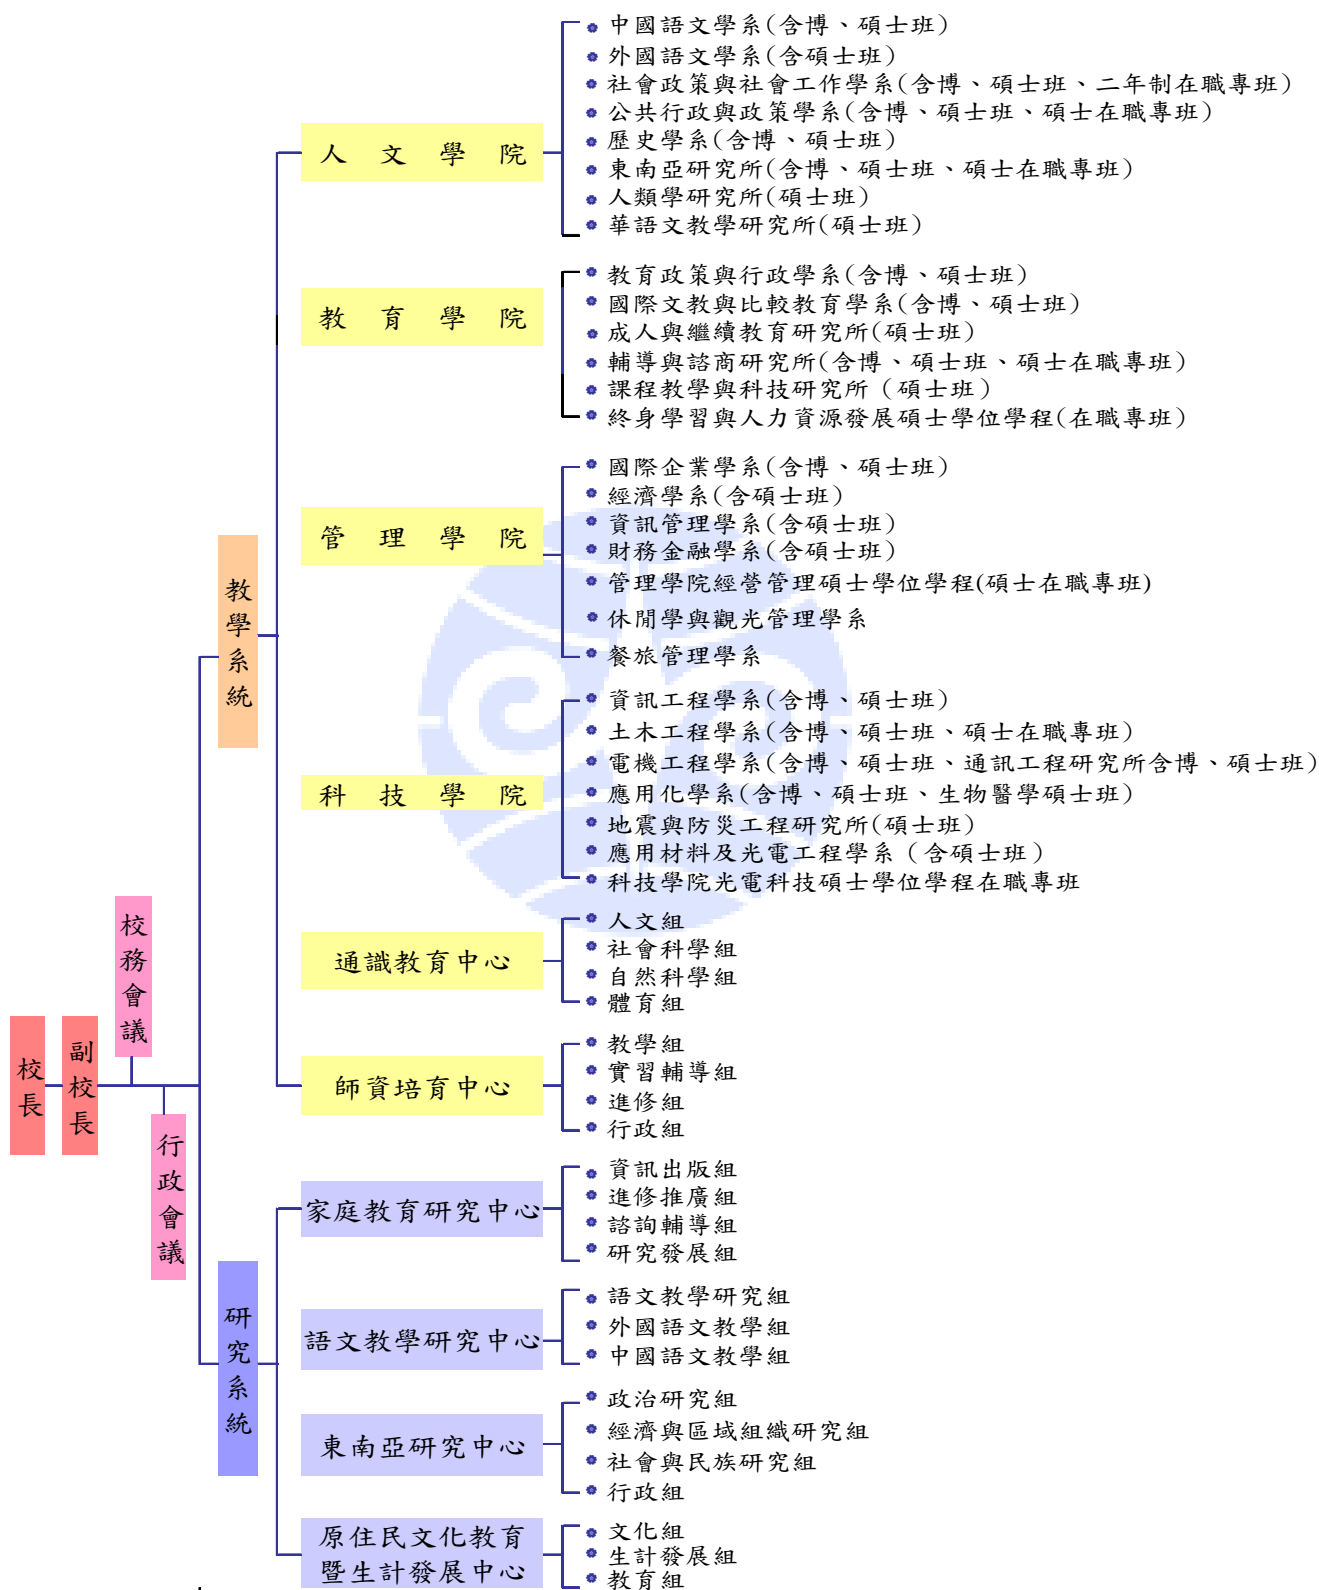 校長
副校長
校務會議
行政會議
教學系統
人文學院
中國語文學系(含博、碩士班)
外國語文學系(含碩士班)
社會政策與社會工作學系(含博、碩士班、二年制在職專班)
公共行政與政策學系(含博、碩士班、碩士在職專班)
歷史學系(含博、碩士班)
東南亞研究所(含博、碩士班、碩士在職專班)
人類學研究所(碩士班)
華語文教學研究所(碩士班)
教育學院
教育政策與行政學系(含博、碩士班)
國際文教與比較教育學系(含博、碩士班)
成人與繼續教育研究所(碩士班)
輔導與諮商研究所(含博、碩士班、碩士在職專班)
課程教學與科技研究所（碩士班）
終身學習與人力資源發展碩士學位學程(在職專班)
管理學院
國際企業學系(含博、碩士班)
經濟學系(含碩士班)
資訊管理學系(含碩士班)
財務金融學系(含碩士班)
管理學院經營管理碩士學位學程(碩士在職專班)
休閒學與觀光管理學系
餐旅管理學系
科技學院
資訊工程學系(含博、碩士班)
土木工程學系(含博、碩士班、碩士在職專班)
電機工程學系(含博、碩士班、通訊工程研究所含博、碩士班)
應用化學系(含博、碩士班、生物醫學碩士班)
地震與防災工程研究所(碩士班)
應用材料及光電工程學系（含碩士班）
科技學院光電科技碩士學位學程在職專班
通識教育中心
人文組
社會科學組
自然科學組
體育組
師資培育中心
教學組
實習輔導組
進修組
行政組
研究系統
家庭教育研究中心
資訊出版組
進修推廣組
諮詢輔導組
研究發展組
語文教學研究中心
語文教學研究組
外國語文教學組
中國語文教學組
東南亞研究中心
政治研究組
經濟與區域組織研究組
社會與民族研究組
行政組
原住民文化教育
暨生計發展中心
文化組
生計發展組
教育組